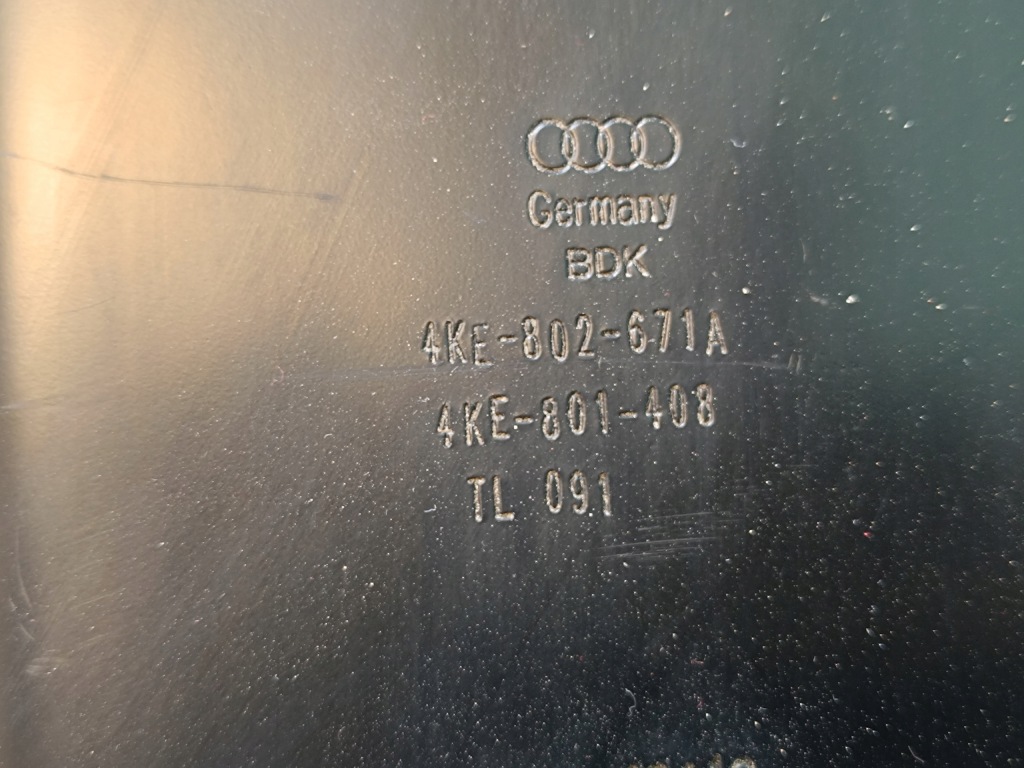 Germany
BDK
4KE-802-671A
4KE-801-408
TL 091